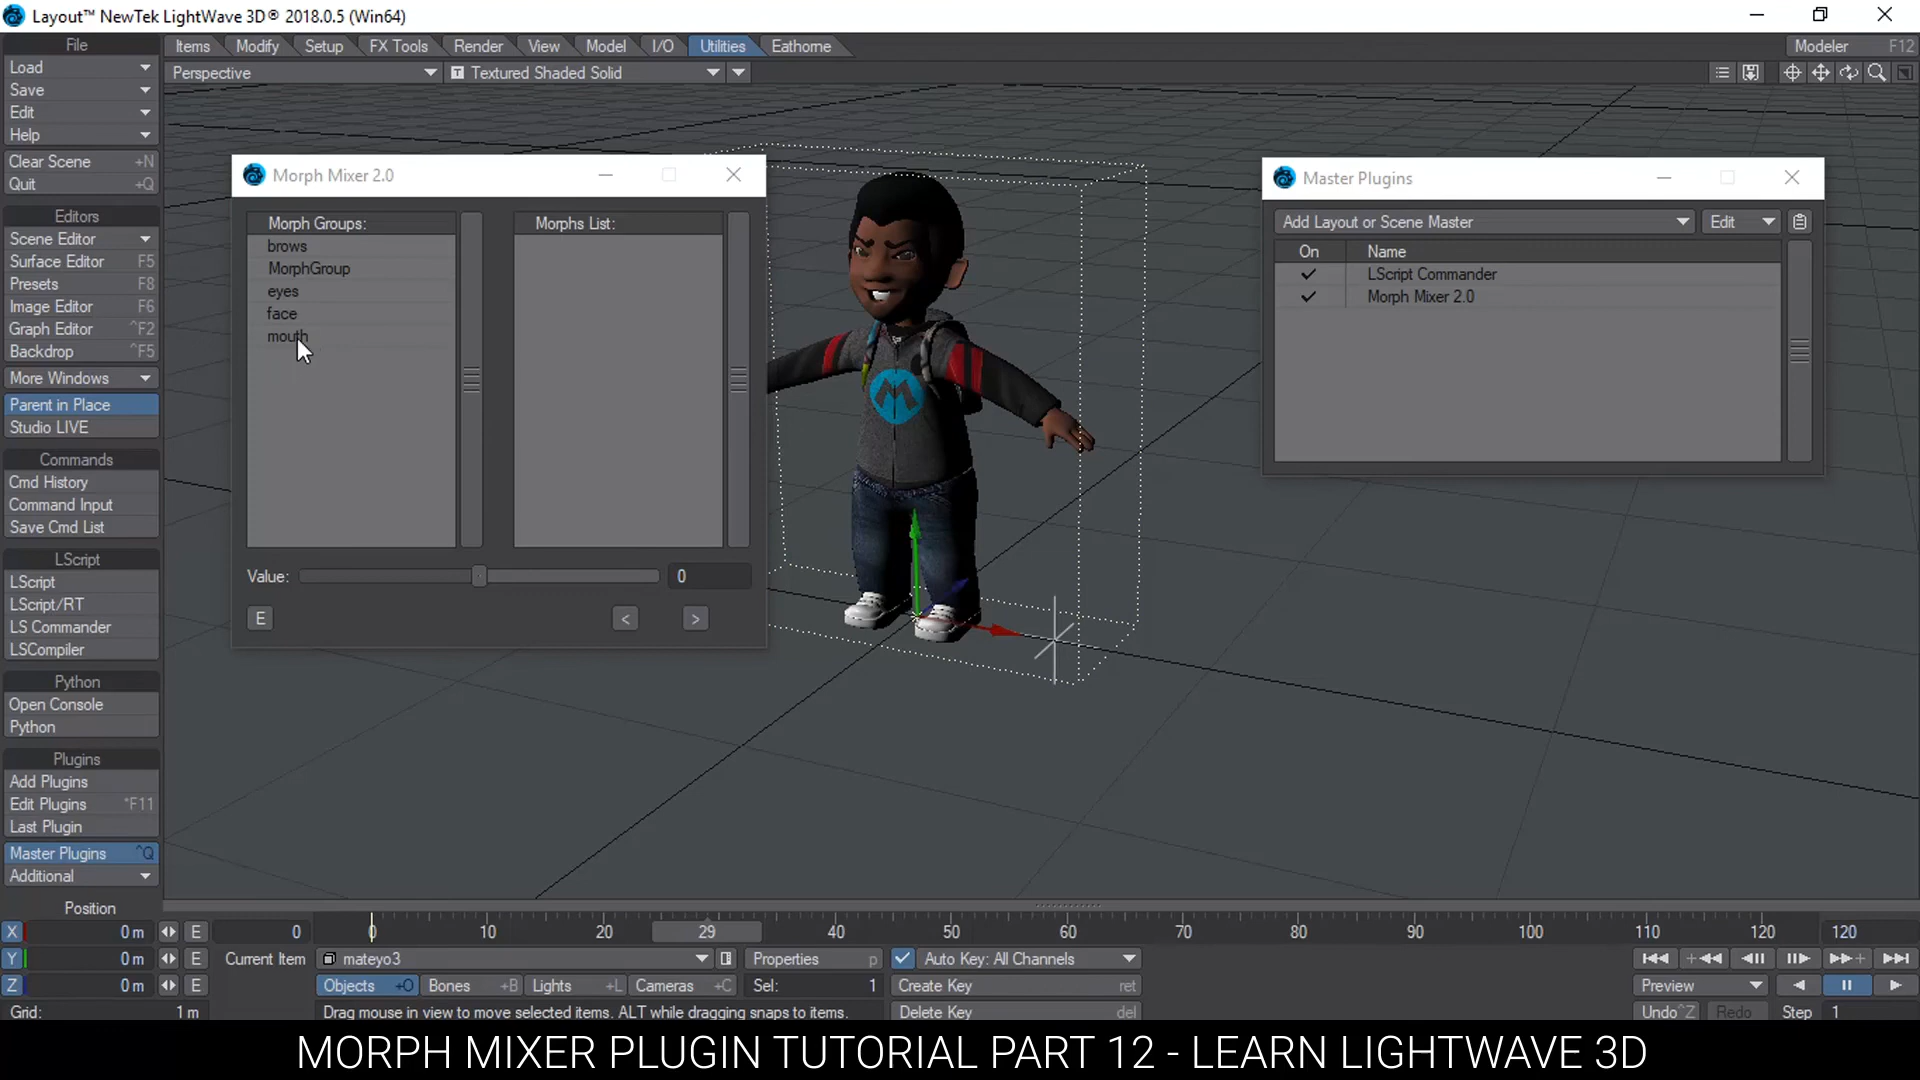 Layout™ NewTek LightWave 3D® 2018.0.5 (Win64)
File
Items Modify Setup FX Tools Render View Model I/O Utilities Eathorne
Modeler F12
Load
Perspective
T Textured Shaded Solid
Save
Edit
Help
Clear Scene +N
Quit +Q
Editors
Scene Editor
Surface Editor F5
Presets F8
Image Editor F6
Graph Editor ^F2
Backdrop ^F5
More Windows
Parent in Place
Studio LIVE
Commands
Cmd History
Command Input
Save Cmd List
LScript
LScript
LScript/RT
LS Commander
LSCompiler
Python
Open Console
Python
Plugins
Add Plugins
Edit Plugins *F11
Last Plugin
Master Plugins ^Q
Additional
Morph Mixer 2.0
Morph Groups:
brows
MorphGroup
eyes
face
mouth
Morphs List:
Value: 0
E < >
M
Master Plugins
Add Layout or Scene Master
Edit
On Name
LScript Commander
Morph Mixer 2.0
Position
X 0 m E
Y 0 m E
Z 0 m E
Grid: 1 m
0 0 10 20 29 40 50 60 70 80 90 100 110 120 120
Current Item mateyo3
Properties p
Auto Key: All Channels
Objects +O Bones +B Lights +L Cameras +C
Sel: 1
Create Key ret
Preview
Drag mouse in view to move selected items. ALT while dragging snaps to items.
Delete Key del
Undo ^Z Redo Step 1
MORPH MIXER PLUGIN TUTORIAL PART 12 - LEARN LIGHTWAVE 3D